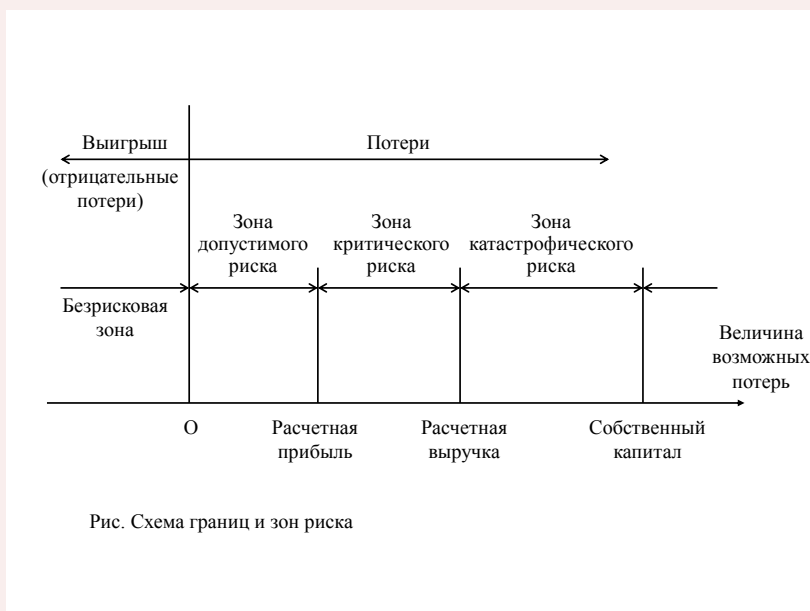 Выигрыш
(отрицательные
потери)
Потери
Зона
допустимого
риска
Зона
критического
риска
Зона
катастрофического
риска
Безрисковая
зона
Величина
возможных
потерь
О
Расчетная
прибыль
Расчетная
выручка
Собственный
капитал
Рис. Схема границ и зон риска